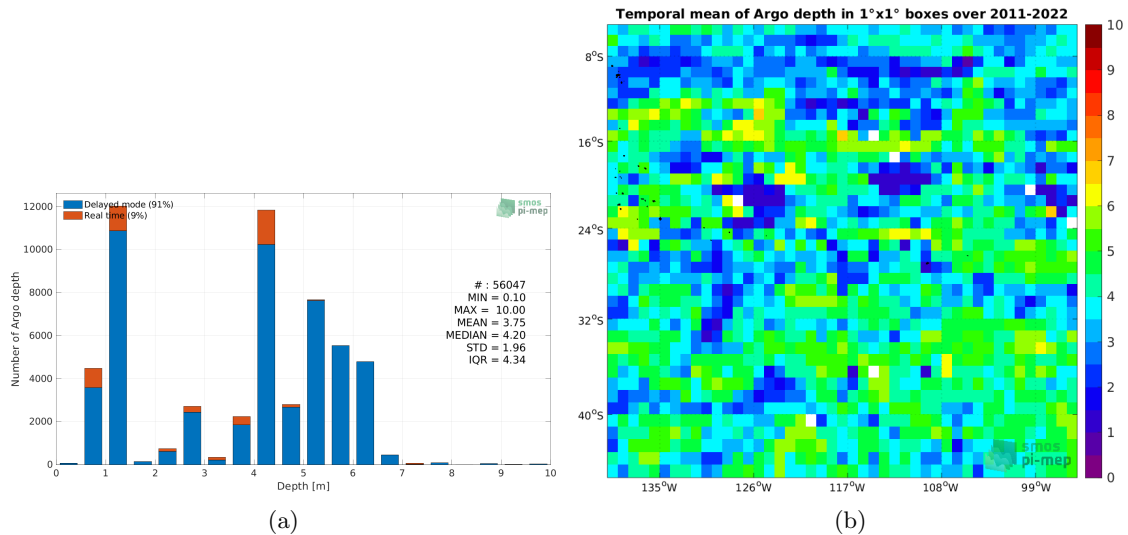 Delayed mode (91%)
Real time (9%)
smos
pi-mep
Number of Argo depth
12000
10000
8000
6000
4000
2000
0
# : 56047
MIN = 0.10
MAX = 10.00
MEAN = 3.75
MEDIAN = 4.20
STD = 1.96
IQR = 4.34
0 1 2 3 4 5 6 7 8 9 10
Depth [m]
(a)
Temporal mean of Argo depth in 1°x1° boxes over 2011-2022
8°S
16°S
24°S
32°S
40°S
135°W 126°W 117°W 108°W 99°W
10
9
8
7
6
5
4
3
2
1
0
smos
pi-mep
(b)